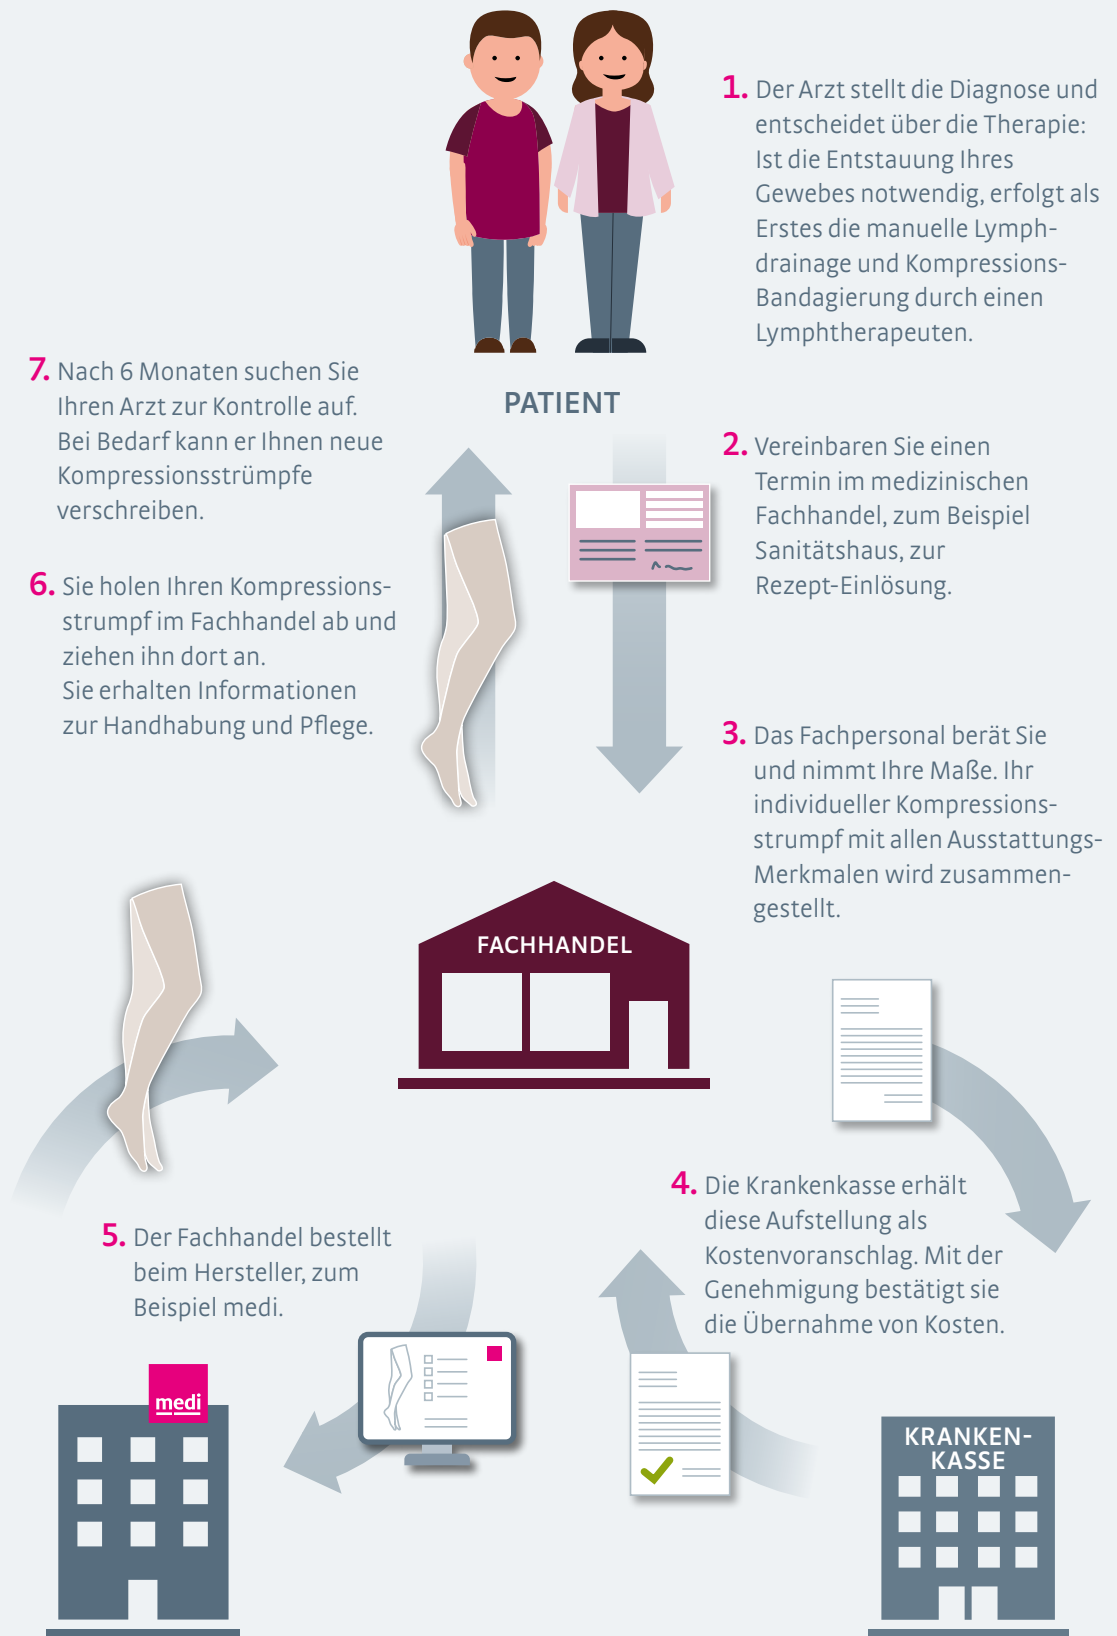 1. Der Arzt stellt die Diagnose und
entscheidet über die Therapie:
Ist die Entstauung Ihres
Gewebes notwendig, erfolgt als
Erstes die manuelle Lymph-
drainage und Kompressions-
Bandagierung durch einen
Lymphtherapeuten.
PATIENT
2. Vereinbaren Sie einen
Termin im medizinischen
Fachhandel, zum Beispiel
Sanitätshaus, zur
Rezept-Einlösung.
3. Das Fachpersonal berät Sie
und nimmt Ihre Maße. Ihr
individueller Kompressions-
strumpf mit allen Ausstattungs-
Merkmalen wird zusammen-
gestellt.
FACHHANDEL
4. Die Krankenkasse erhält
diese Aufstellung als
Kostenvoranschlag. Mit der
Genehmigung bestätigt sie
die Übernahme von Kosten.
KRANKEN-
KASSE
5. Der Fachhandel bestellt
beim Hersteller, zum
Beispiel medi.
medi
6. Sie holen Ihren Kompressions-
strumpf im Fachhandel ab und
ziehen ihn dort an.
Sie erhalten Informationen
zur Handhabung und Pflege.
7. Nach 6 Monaten suchen Sie
Ihren Arzt zur Kontrolle auf.
Bei Bedarf kann er Ihnen neue
Kompressionsstrümpfe
verschreiben.